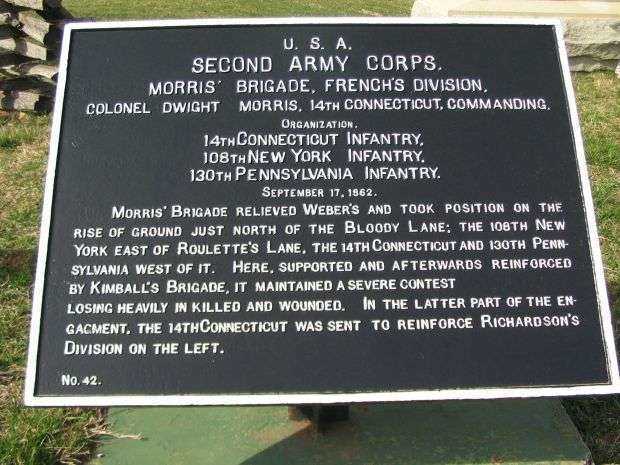 U. S. A.
SECOND ARMY CORPS.
MORRIS' BRIGADE, FRENCH'S DIVISION,
COLONEL DWIGHT MORRIS, 14TH CONNECTICUT, COMMANDING.
ORGANIZATION.
14TH CONNECTICUT INFANTRY,
108TH NEW YORK INFANTRY,
130TH PENNSYLVANIA INFANTRY.
SEPTEMBER 17, 1862.
MORRIS' BRIGADE RELIEVED WEBER'S AND TOOK POSITION ON THE
RISE OF GROUND JUST NORTH OF THE BLOODY LANE; THE 108TH NEW
YORK EAST OF ROULETTE'S LANE, THE 14TH CONNECTICUT AND 130TH PENN-
SYLVANIA WEST OF IT. HERE, SUPPORTED AND AFTERWARDS REINFORCED
BY KIMBALL'S BRIGADE, IT MAINTAINED A SEVERE CONTEST
LOSING HEAVILY IN KILLED AND WOUNDED. IN THE LATTER PART OF THE EN-
GACMENT, THE 14TH CONNECTICUT WAS SENT TO REINFORCE RICHARDSON'S
DIVISION ON THE LEFT.
NO. 42.